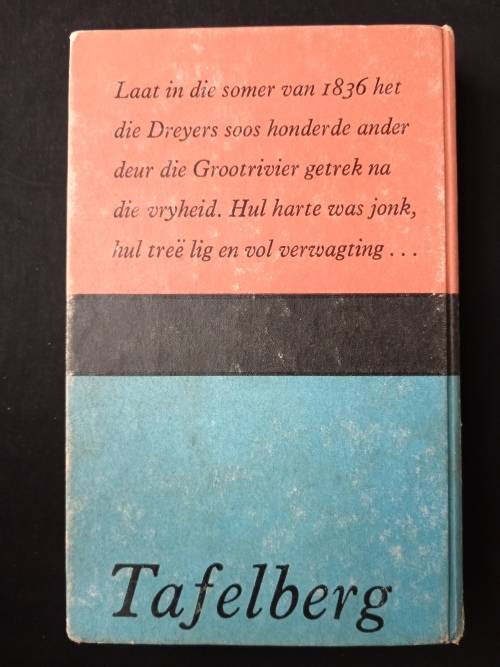 Laat in die somer van 1836 het
die Dreyers soos honderde ander
deur die Grootrivier getrek na
die vryheid. Hul harte was jonk,
hul treë lig en vol verwagting . . .
Tafelberg